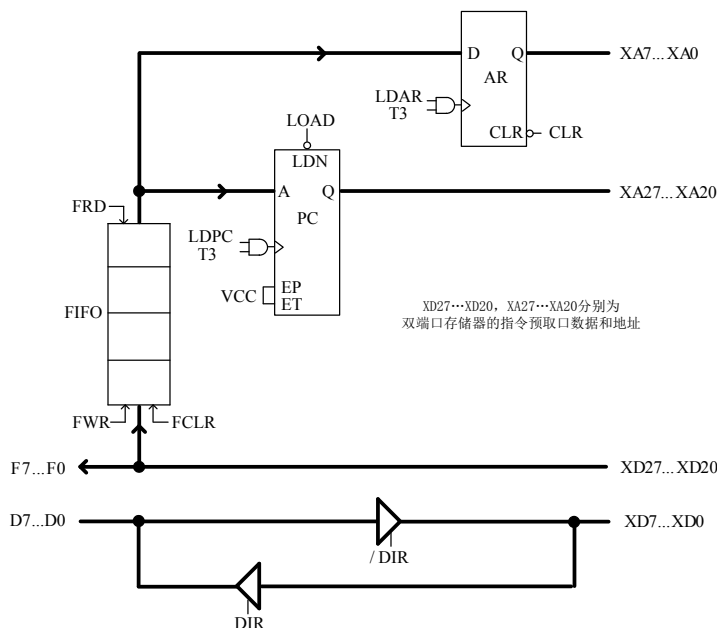 D
Q
XA7...XA0
AR
LDAR
T3
CLR
CLR
LOAD
LDN
A
Q
XA27...XA20
FRD
PC
LDPC
T3
VCC
EP
ET
FIFO
XD27…XD20, XA27…XA20分别为
双端口存储器的指令预取口数据和地址
FWR
FCLR
F7...F0
XD27...XD20
D7...D0
XD7...XD0
/ DIR
DIR